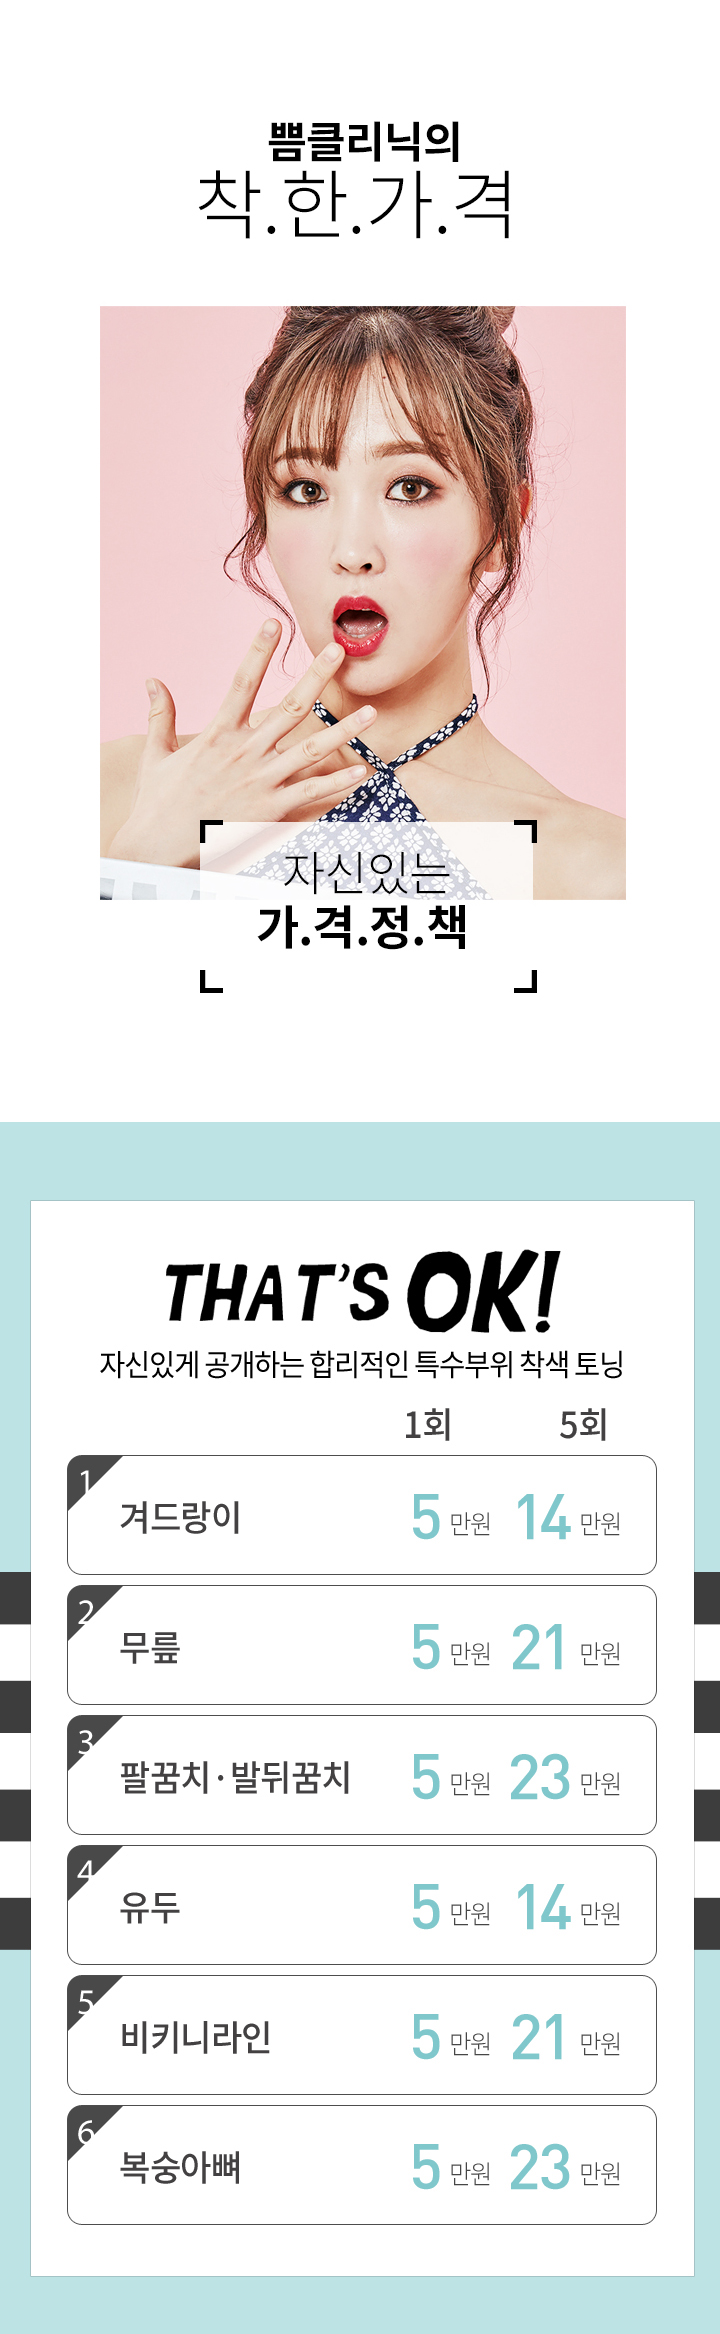 쁨클리닉의
착.한.가.격
자신있는
가.격.정.책
THAT'S OK!
자신있게 공개하는 합리적인 특수부위 착색 토닝
1회 5회
1 겨드랑이 5 만원 14 만원
2 무릎 5 만원 21 만원
3 팔꿈치·발뒤꿈치 5 만원 23 만원
4 유두 5 만원 14 만원
5 비키니라인 5 만원 21 만원
6 복숭아뼈 5 만원 23 만원